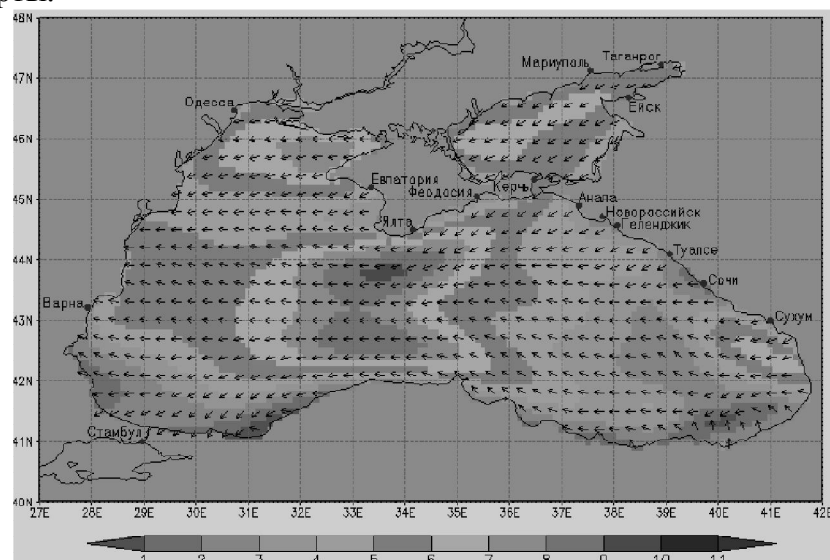 48N
Таганрог
Мариуполь
47N
Одесса
Ейск
46N
Евпатория
Феодосия
Керчь
45N
Анапа
Новороссийск
Ялта
Геленджик
44N
Туапсе
Сочи
Варна
43N
Сухум
42N
Стамбул
41N
40N
27E 28E 29E 30E 31E 32E 33E 34E 35E 36E 37E 38E 39E 40E 41E 42E
1 2 3 4 5 6 7 8 9 10 11